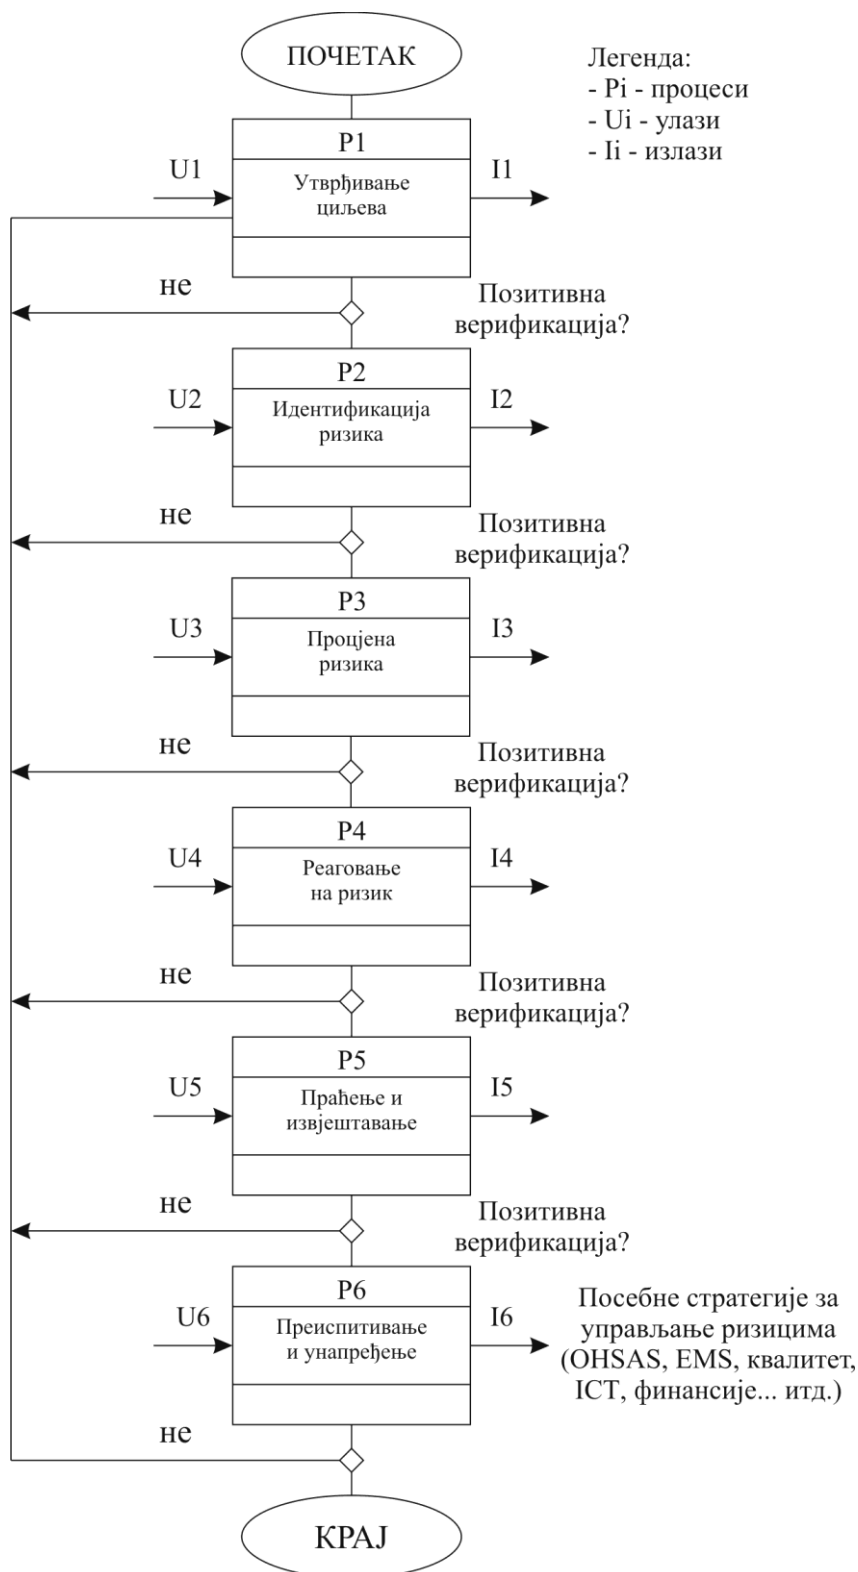 ПОЧЕТАК
Легенда:
- Pi - процеси
- Ui - улази
- Ii - излази
P1
U1
Утврђивање
циљева
I1
не
Позитивна
верификација?
P2
U2
Идентификација
ризика
I2
не
Позитивна
верификација?
P3
U3
Процјена
ризика
I3
не
Позитивна
верификација?
P4
U4
Реаговање
на ризик
I4
не
Позитивна
верификација?
P5
U5
Праћење и
извјештавање
I5
не
Позитивна
верификација?
P6
U6
Преиспитивање
и унапређење
I6
Посебне стратегије за
управљање ризицима
(OHSAS, EMS, квалитет,
ICT, финансије... итд.)
не
КРАЈ